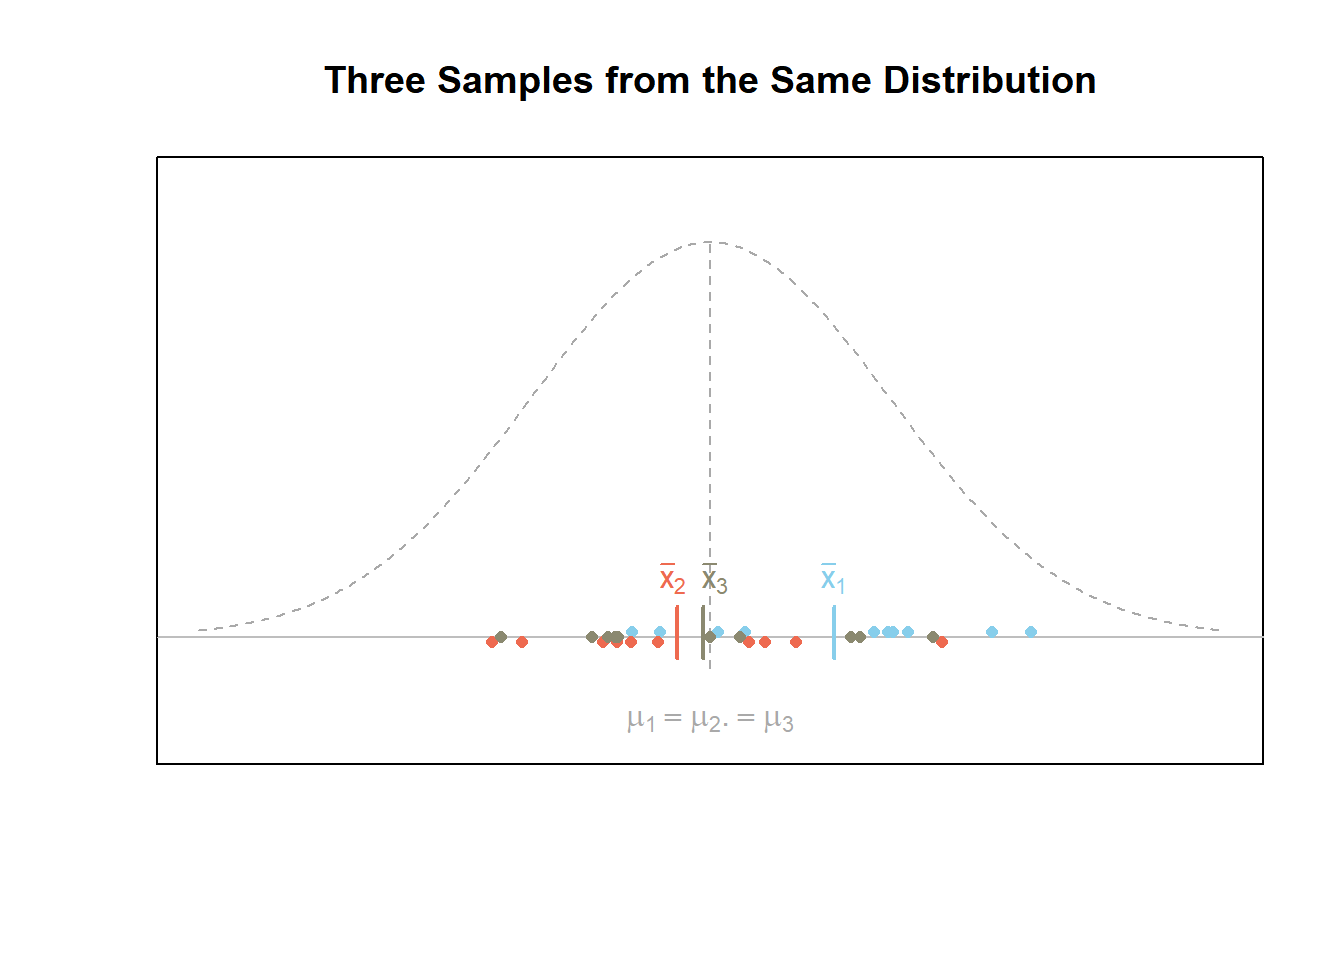 Three Samples from the Same Distribution
x̄₂ x̄₃ x̄₁
μ₁ = μ₂. = μ₃